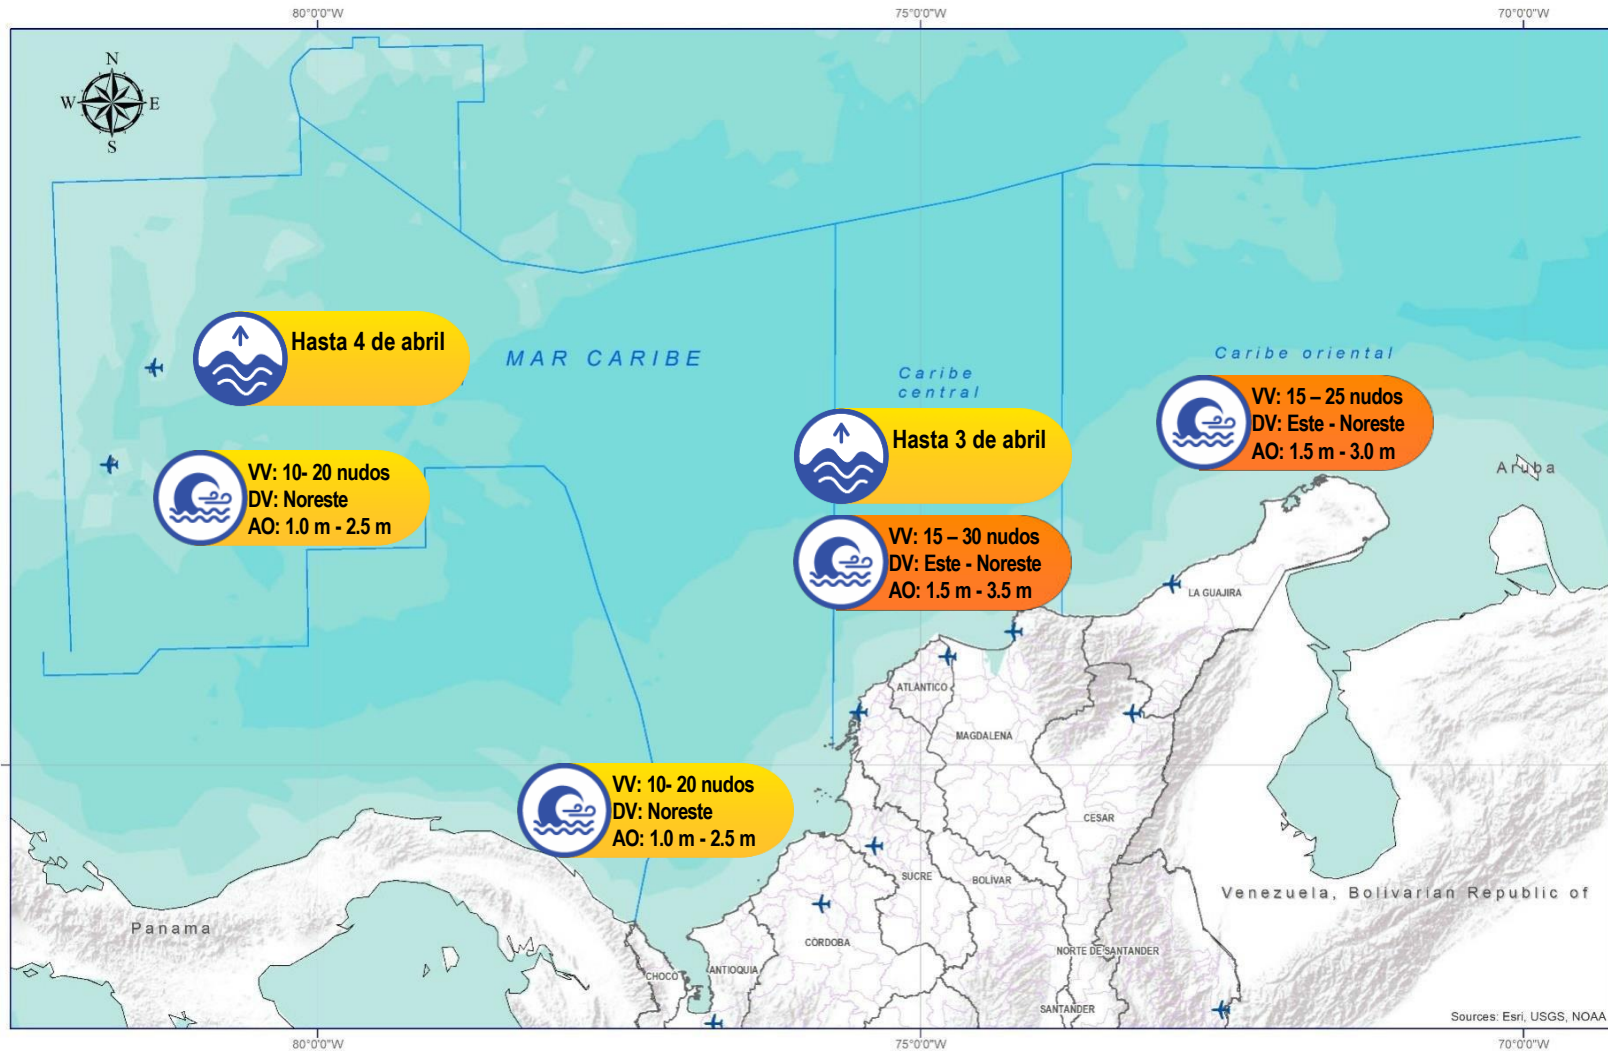 80°0'0"W
75°0'0"W
70°0'0"W
N
W
E
S
Hasta 4 de abril
MAR CARIBE
Caribe
central
Caribe oriental
VV: 15 – 25 nudos
DV: Este - Noreste
AO: 1.5 m - 3.0 m
Hasta 3 de abril
Aruba
VV: 10- 20 nudos
DV: Noreste
AO: 1.0 m - 2.5 m
VV: 15 – 30 nudos
DV: Este - Noreste
AO: 1.5 m - 3.5 m
LA GUAJIRA
ATLÁNTICO
MAGDALENA
VV: 10- 20 nudos
DV: Noreste
AO: 1.0 m - 2.5 m
CESAR
SUCRE
BOLÍVAR
Venezuela, Bolivarian Republic of
Panama
CÓRDOBA
NORTE DE SANTANDER
CHOCÓ
ANTIOQUIA
SANTANDER
Sources: Esri, USGS, NOAA
80°0'0"W
75°0'0"W
70°0'0"W